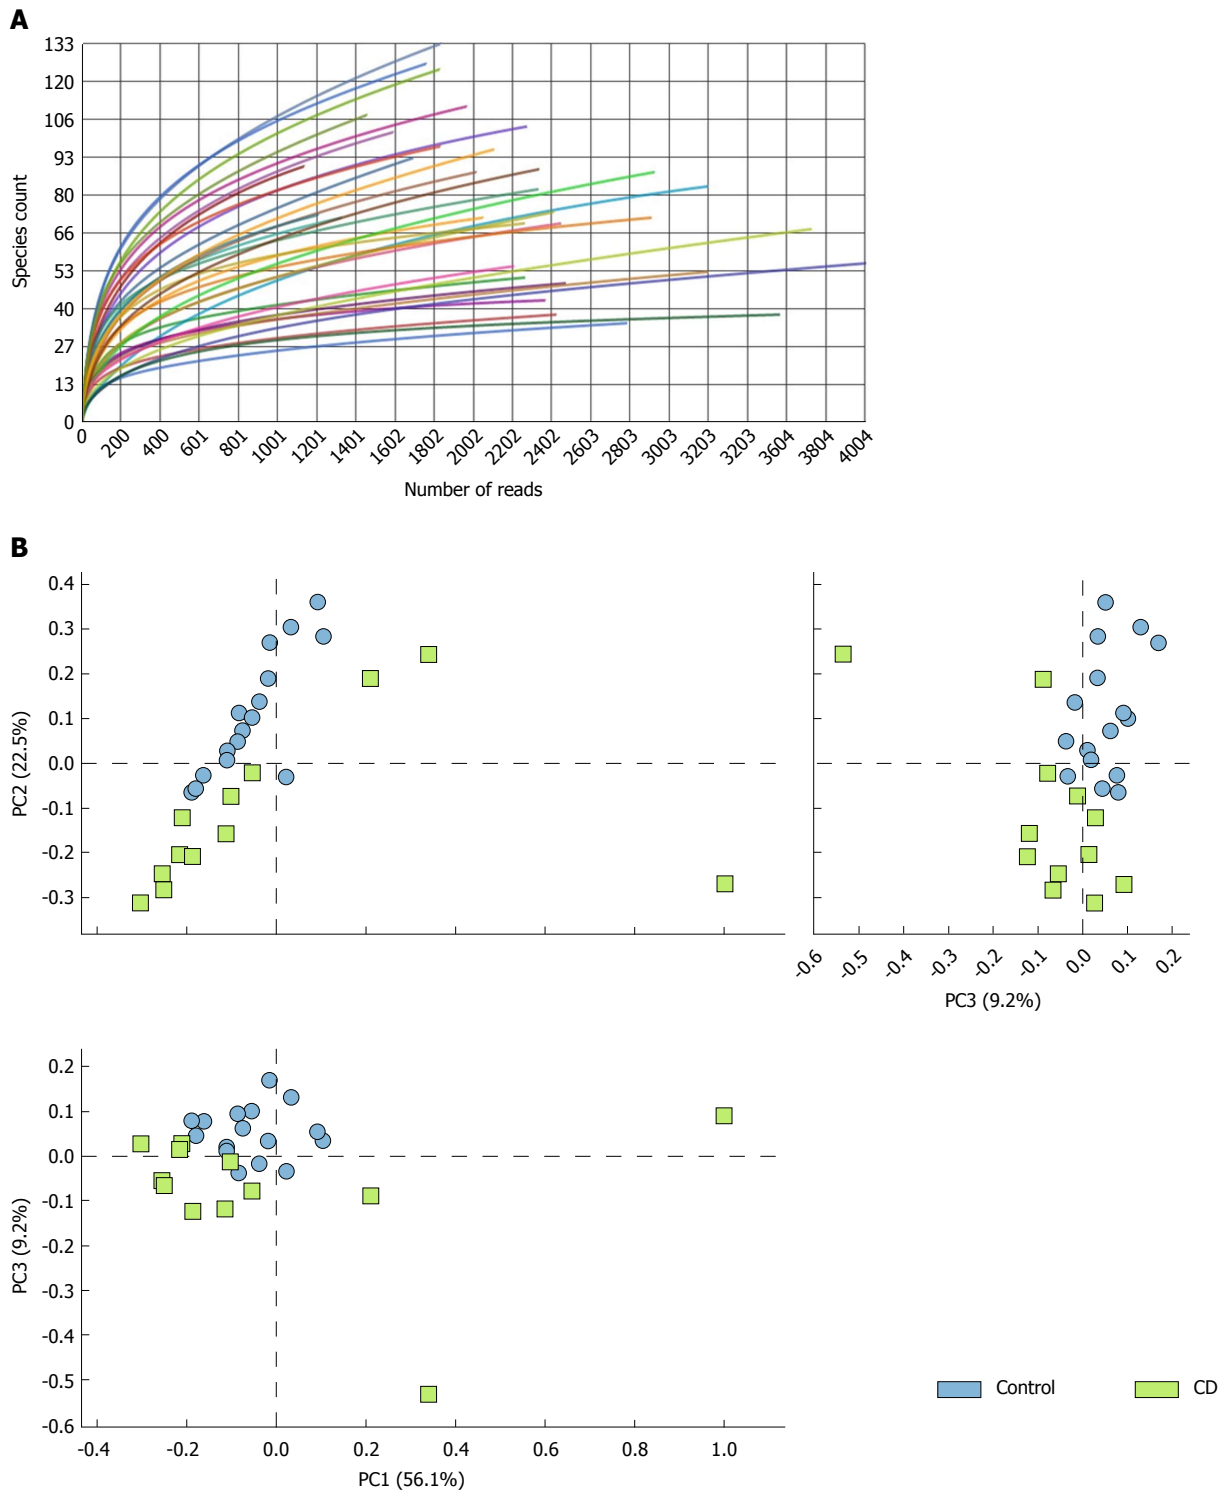 A
133
120
106
93
80
66
53
40
27
13
0
Species count
0 200 400 601 801 1001 1201 1401 1602 1802 2002 2202 2402 2603 2803 3003 3203 3203 3604 3804 4004
Number of reads
B
0.4
0.3
0.2
0.1
0.0
-0.1
-0.2
-0.3
PC2 (22.5%)
-0.6 -0.5 -0.4 -0.3 -0.2 -0.1 0.0 0.1 0.2
PC3 (9.2%)
0.2
0.1
0.0
-0.1
-0.2
-0.3
-0.4
-0.5
-0.6
PC3 (9.2%)
-0.4 -0.2 0.0 0.2 0.4 0.6 0.8 1.0
PC1 (56.1%)
Control CD